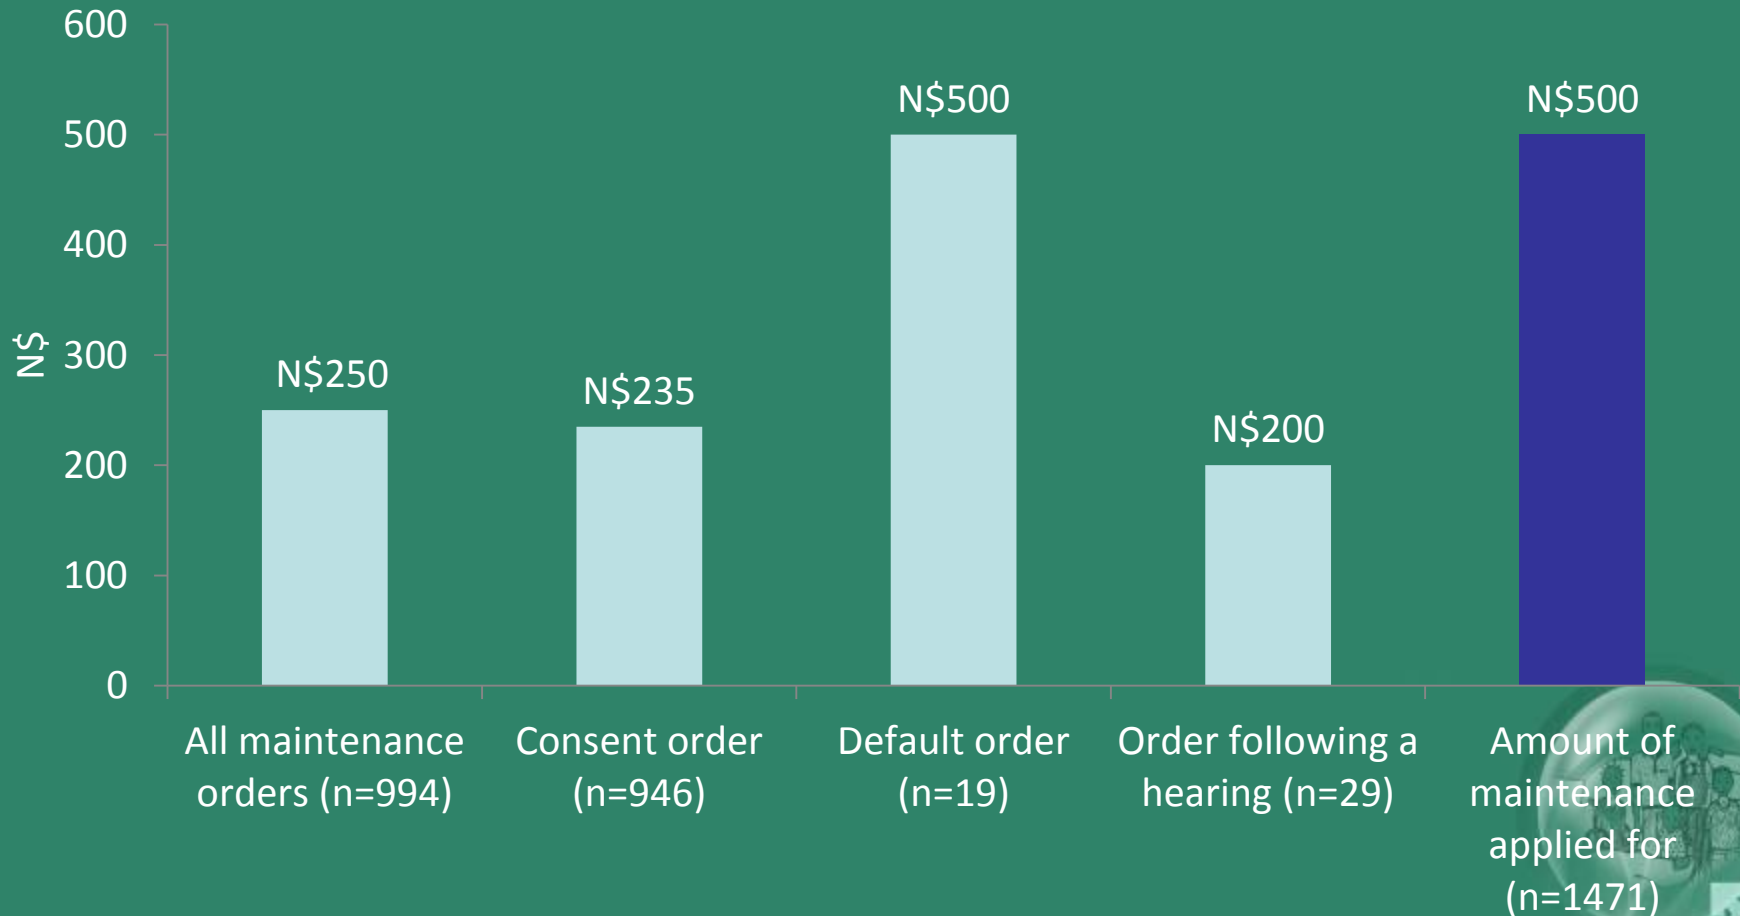 600
500
400
300
200
100
0
N$
N$250
N$235
N$500
N$200
N$500
All maintenance
orders (n=994)
Consent order
(n=946)
Default order
(n=19)
Order following a
hearing (n=29)
Amount of
maintenance
applied for
(n=1471)